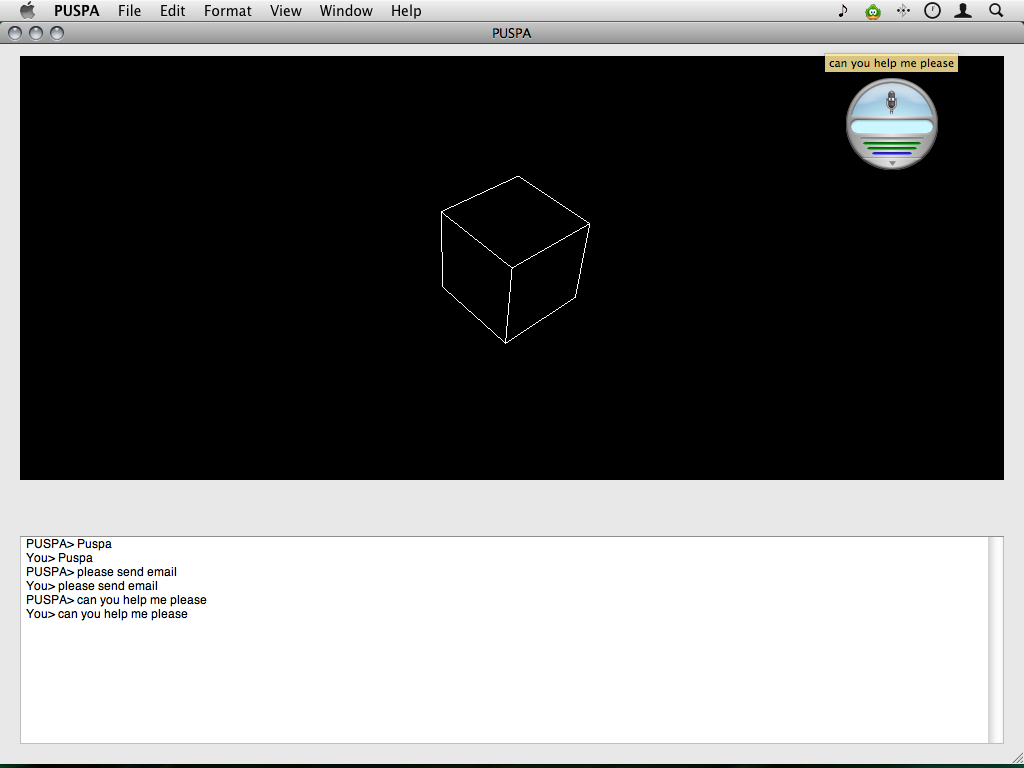 PUSPA File Edit Format View Window Help
PUSPA
can you help me please
PUSPA> Puspa
You> Puspa
PUSPA> please send email
You> please send email
PUSPA> can you help me please
You> can you help me please